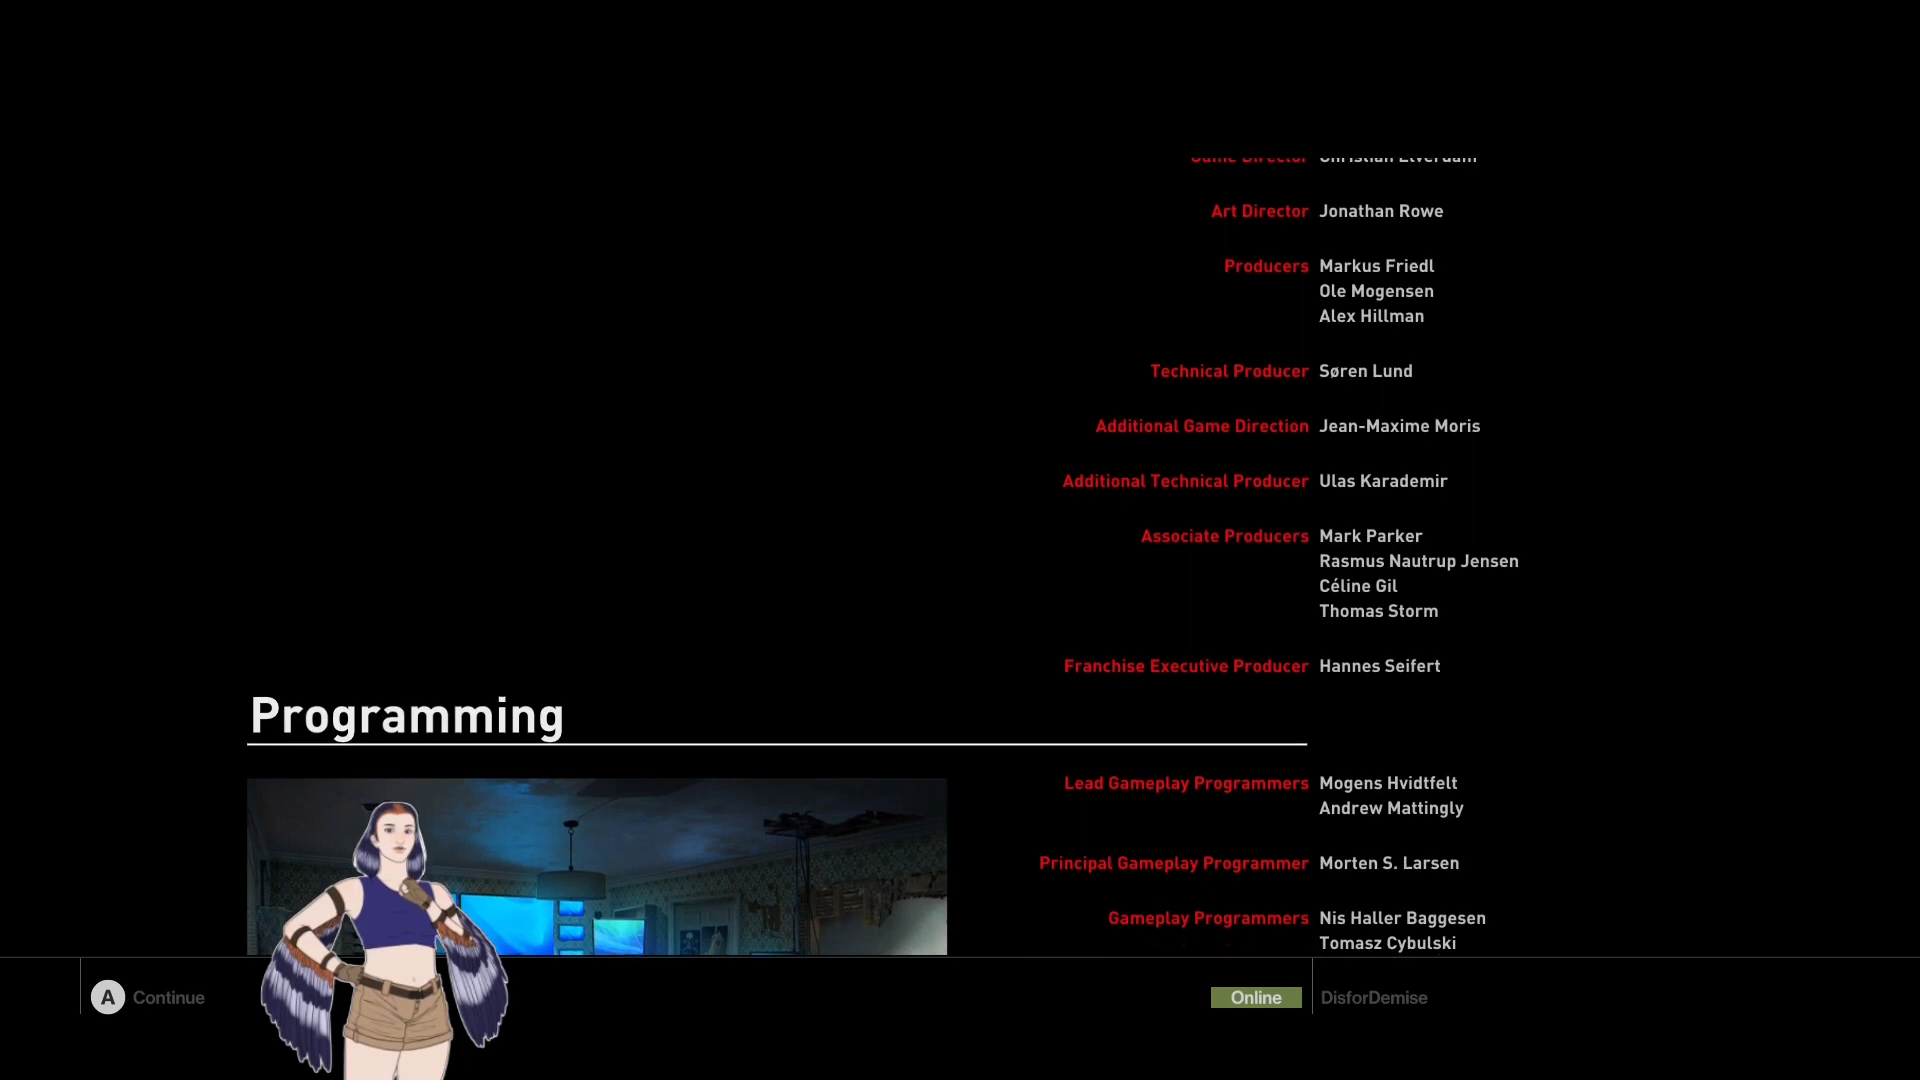 Art Director Jonathan Rowe
Producers Markus Friedl
Ole Mogensen
Alex Hillman
Technical Producer Søren Lund
Additional Game Direction Jean-Maxime Moris
Additional Technical Producer Ulas Karademir
Associate Producers Mark Parker
Rasmus Nautrup Jensen
Céline Gil
Thomas Storm
Franchise Executive Producer Hannes Seifert
Programming
Lead Gameplay Programmers Mogens Hvidtfelt
Andrew Mattingly
Principal Gameplay Programmer Morten S. Larsen
Gameplay Programmers Nis Haller Baggesen
Tomasz Cybulski
A Continue
Online DisforDemise